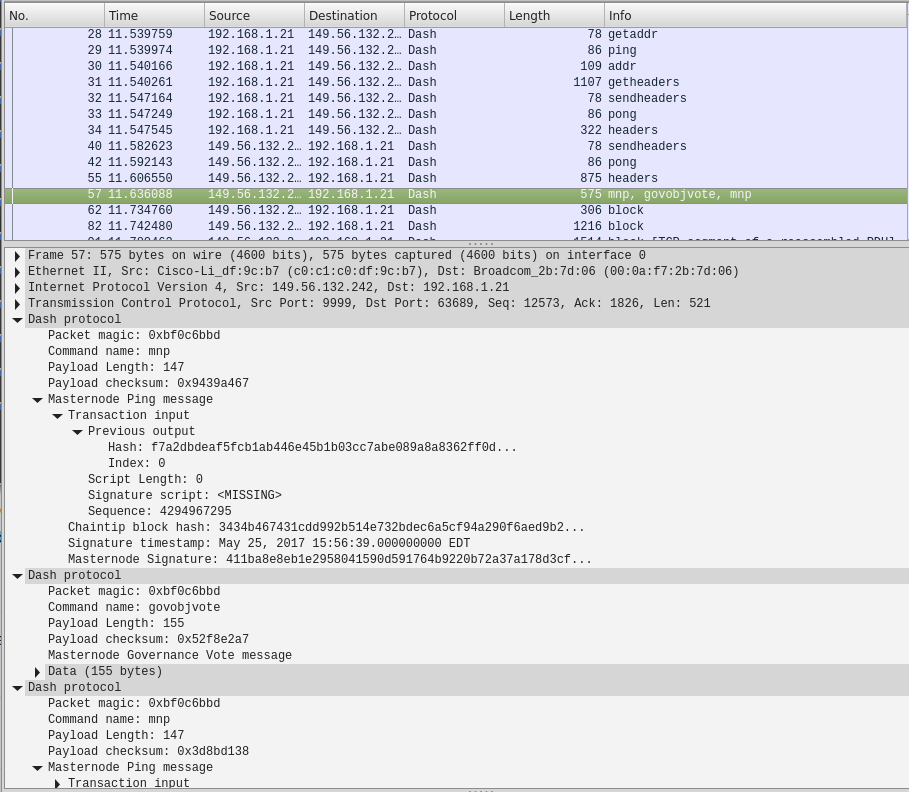 No. Time Source Destination Protocol Length Info
28 11.539759 192.168.1.21 149.56.132.2… Dash 78 getaddr
29 11.539974 192.168.1.21 149.56.132.2… Dash 86 ping
30 11.540166 192.168.1.21 149.56.132.2… Dash 109 addr
31 11.540261 192.168.1.21 149.56.132.2… Dash 1107 getheaders
32 11.547164 192.168.1.21 149.56.132.2… Dash 78 sendheaders
33 11.547249 192.168.1.21 149.56.132.2… Dash 86 pong
34 11.547545 192.168.1.21 149.56.132.2… Dash 322 headers
40 11.582623 149.56.132.2… 192.168.1.21 Dash 78 sendheaders
42 11.592143 149.56.132.2… 192.168.1.21 Dash 86 pong
55 11.606550 149.56.132.2… 192.168.1.21 Dash 875 headers
57 11.636088 149.56.132.2… 192.168.1.21 Dash 575 mnp, govobjvote, mnp
62 11.734760 149.56.132.2… 192.168.1.21 Dash 306 block
82 11.742480 149.56.132.2… 192.168.1.21 Dash 1216 block
Frame 57: 575 bytes on wire (4600 bits), 575 bytes captured (4600 bits) on interface 0
Ethernet II, Src: Cisco-Li_df:9c:b7 (c0:c1:c0:df:9c:b7), Dst: Broadcom_2b:7d:06 (00:0a:f7:2b:7d:06)
Internet Protocol Version 4, Src: 149.56.132.242, Dst: 192.168.1.21
Transmission Control Protocol, Src Port: 9999, Dst Port: 63689, Seq: 12573, Ack: 1826, Len: 521
Dash protocol
Packet magic: 0xbf0c6bbd
Command name: mnp
Payload Length: 147
Payload checksum: 0x9439a467
Masternode Ping message
Transaction input
Previous output
Hash: f7a2dbdeaf5fcb1ab446e45b1b03cc7abe089a8a8362ff0d...
Index: 0
Script Length: 0
Signature script: <MISSING>
Sequence: 4294967295
Chaintip block hash: 3434b467431cdd992b514e732bdec6a5cf94a290f6aed9b2...
Signature timestamp: May 25, 2017 15:56:39.000000000 EDT
Masternode Signature: 411ba8e8eb1e2958041590d591764b9220b72a37a178d3cf...
Dash protocol
Packet magic: 0xbf0c6bbd
Command name: govobjvote
Payload Length: 155
Payload checksum: 0x52f8e2a7
Masternode Governance Vote message
Data (155 bytes)
Dash protocol
Packet magic: 0xbf0c6bbd
Command name: mnp
Payload Length: 147
Payload checksum: 0x3d8bd138
Masternode Ping message
Transaction input